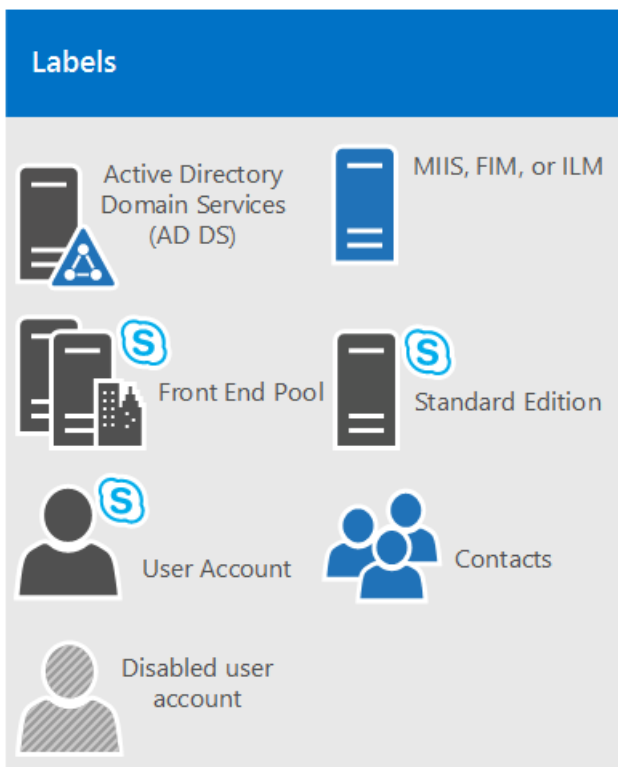 Labels
Active Directory
Domain Services
(AD DS)
MIIS, FIM, or ILM
S
Front End Pool
S
Standard Edition
S
User Account
Contacts
Disabled user
account